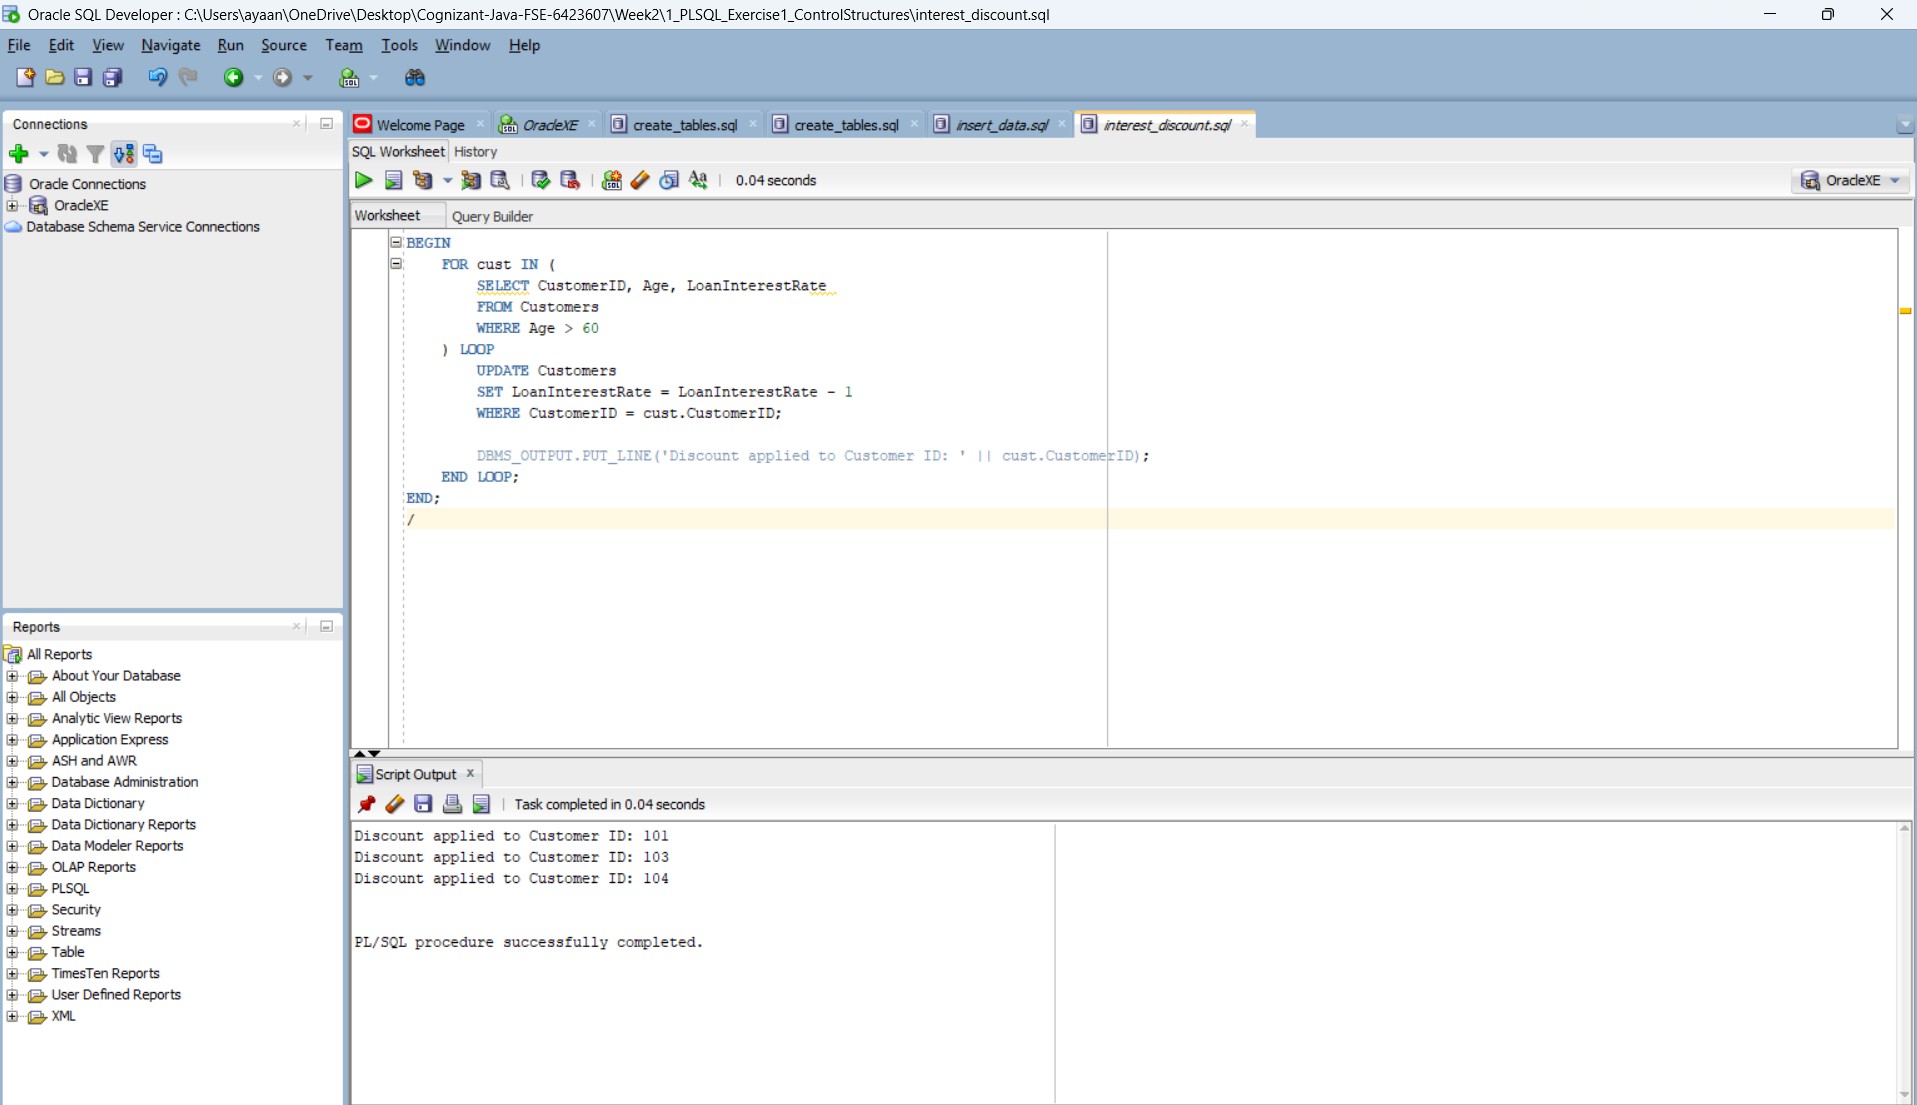 Oracle SQL Developer : C:\Users\ayaan\OneDrive\Desktop\Cognizant-Java-FSE-6423607\Week2\1_PLSQL_Exercise1_ControlStructures\interest_discount.sql
File Edit View Navigate Run Source Team Tools Window Help
Connections
Oracle Connections
OracleXE
Database Schema Service Connections
Reports
All Reports
About Your Database
All Objects
Analytic View Reports
Application Express
ASH and AWR
Database Administration
Data Dictionary
Data Dictionary Reports
Data Modeler Reports
OLAP Reports
PLSQL
Security
Streams
Table
TimesTen Reports
User Defined Reports
XML
Welcome Page OracleXE create_tables.sql create_tables.sql insert_data.sql interest_discount.sql
SQL Worksheet History
0.04 seconds
OracleXE
Worksheet Query Builder
BEGIN
    FOR cust IN (
        SELECT CustomerID, Age, LoanInterestRate
        FROM Customers
        WHERE Age > 60
    ) LOOP
        UPDATE Customers
        SET LoanInterestRate = LoanInterestRate - 1
        WHERE CustomerID = cust.CustomerID;
        DBMS_OUTPUT.PUT_LINE('Discount applied to Customer ID: ' || cust.CustomerID);
    END LOOP;
END;
/
Script Output
Task completed in 0.04 seconds
Discount applied to Customer ID: 101
Discount applied to Customer ID: 103
Discount applied to Customer ID: 104
PL/SQL procedure successfully completed.